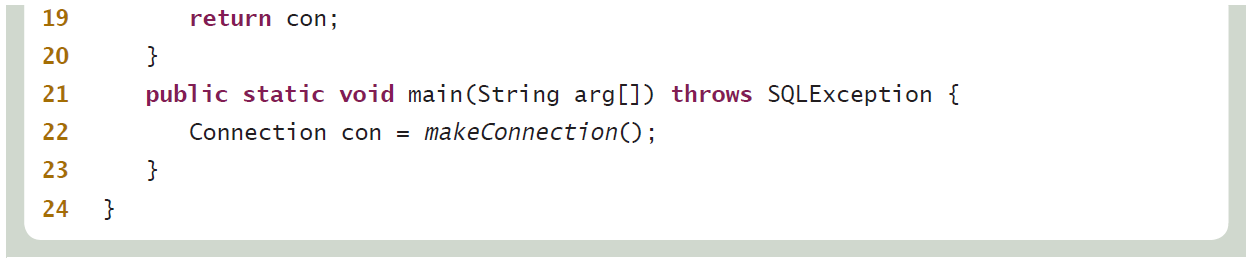 19 return con;
20 }
21 public static void main(String arg[]) throws SQLException {
22 Connection con = makeConnection();
23 }
24 }